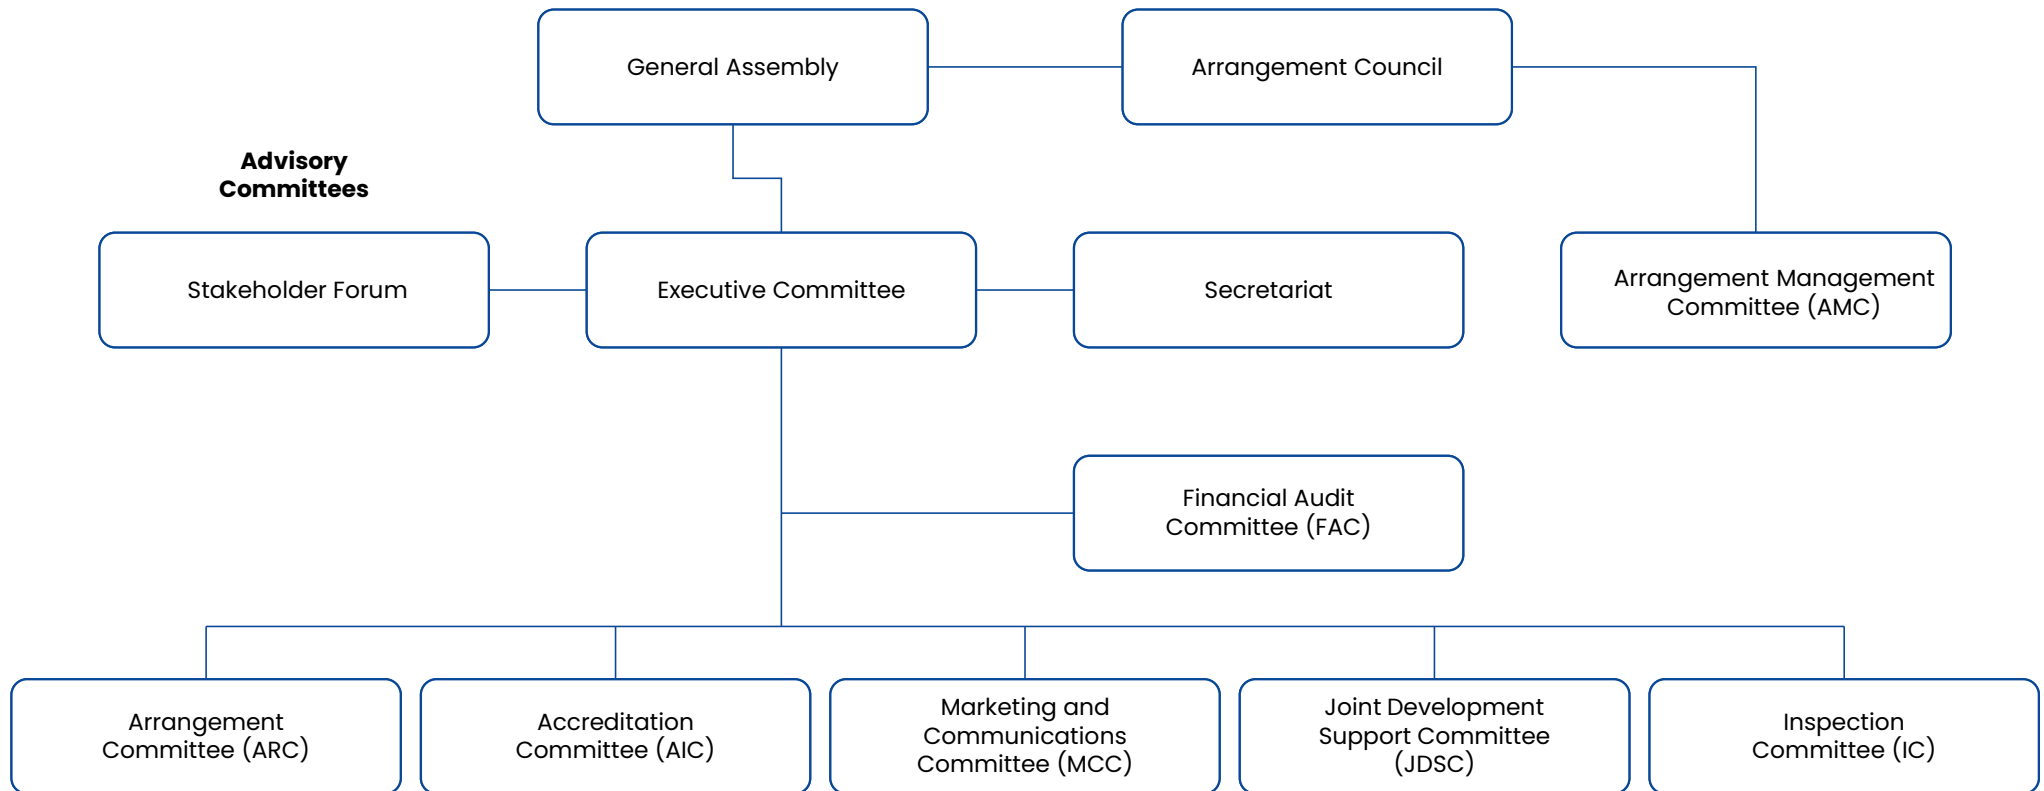 General Assembly
Arrangement Council
Advisory
Committees
Stakeholder Forum
Executive Committee
Secretariat
Arrangement Management
Committee (AMC)
Financial Audit
Committee (FAC)
Arrangement
Committee (ARC)
Accreditation
Committee (AIC)
Marketing and
Communications
Committee (MCC)
Joint Development
Support Committee
(JDSC)
Inspection
Committee (IC)